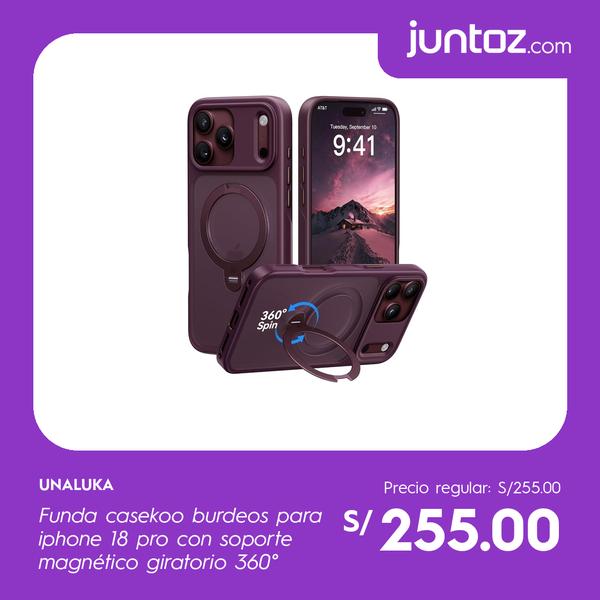 juntoz.com
AT&T
Tuesday, September 10
9:41
360°
Spin
UNALUKA
Funda casekoo burdeos para
iphone 18 pro con soporte
magnético giratorio 360°
Precio regular: S/255.00
S/ 255.00